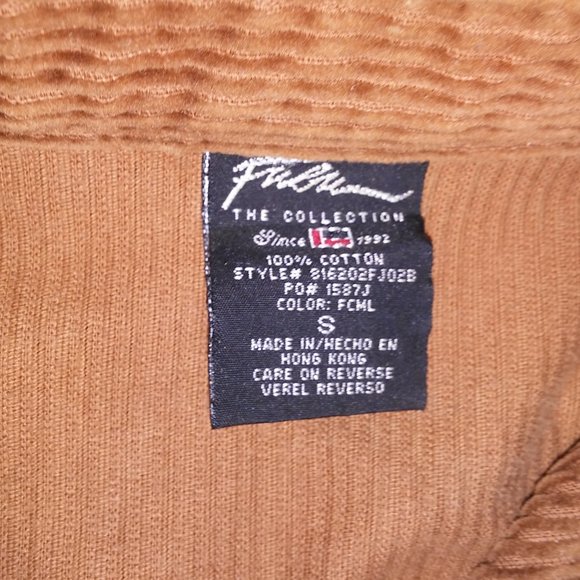 THE COLLECTION
Since 1992
100% COTTON
STYLE# 816202FJ02B
PO# 1587J
COLOR: FCML
S
MADE IN/HECHO EN
HONG KONG
CARE ON REVERSE
VEREL REVERSO